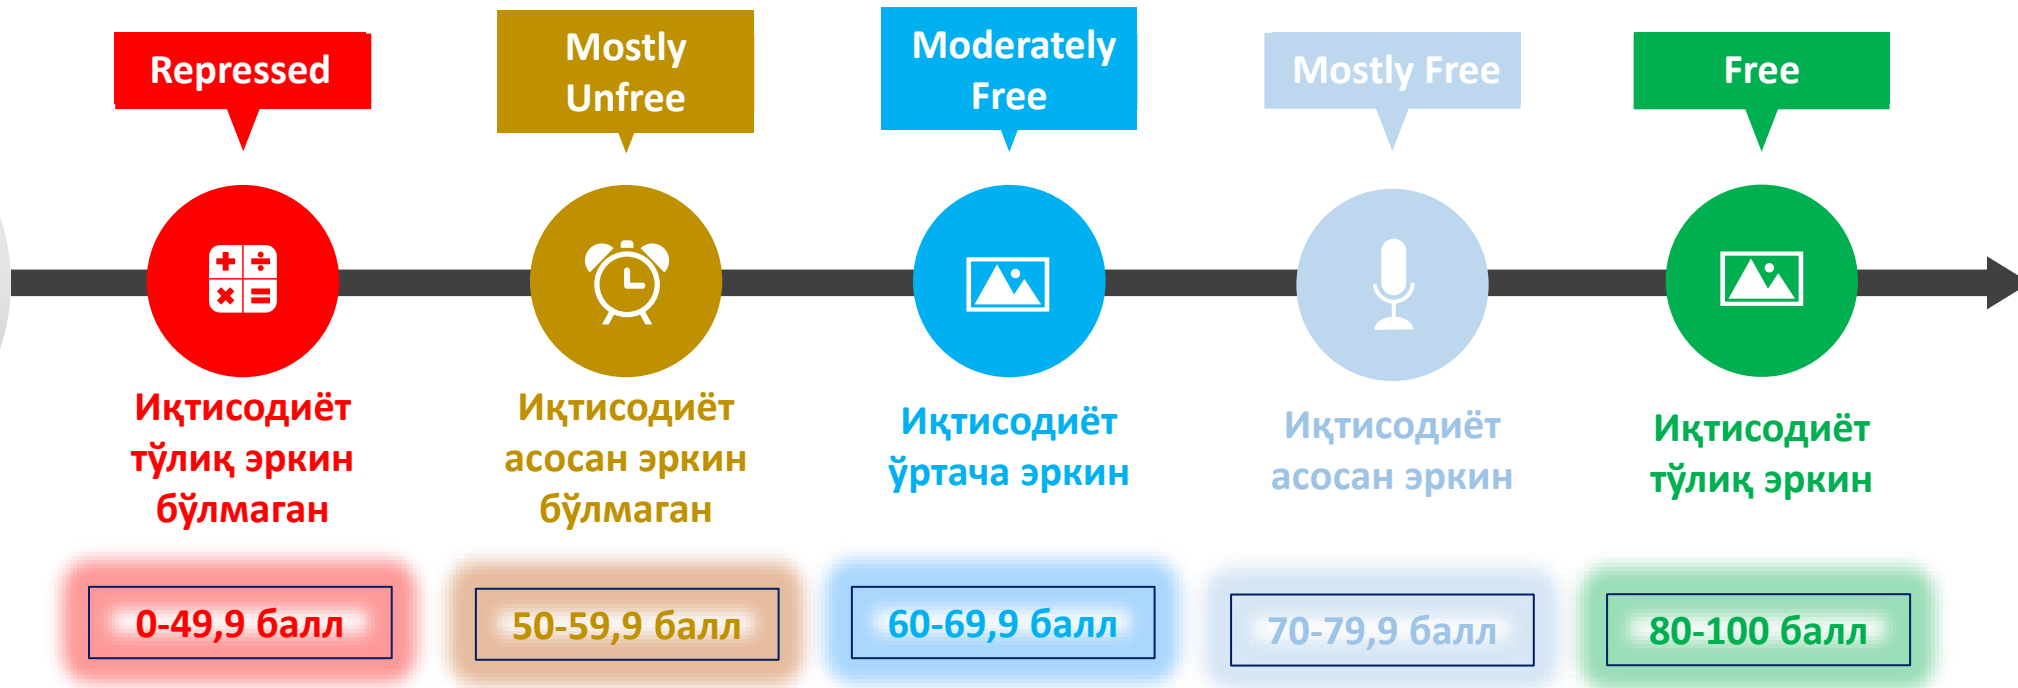 Repressed
Mostly
Unfree
Moderately
Free
Mostly Free
Free
Иқтисодиёт
тўлиқ эркин
бўлмаган
Иқтисодиёт
асосан эркин
бўлмаган
Иқтисодиёт
ўртача эркин
Иқтисодиёт
асосан эркин
Иқтисодиёт
тўлиқ эркин
0-49,9 балл
50-59,9 балл
60-69,9 балл
70-79,9 балл
80-100 балл